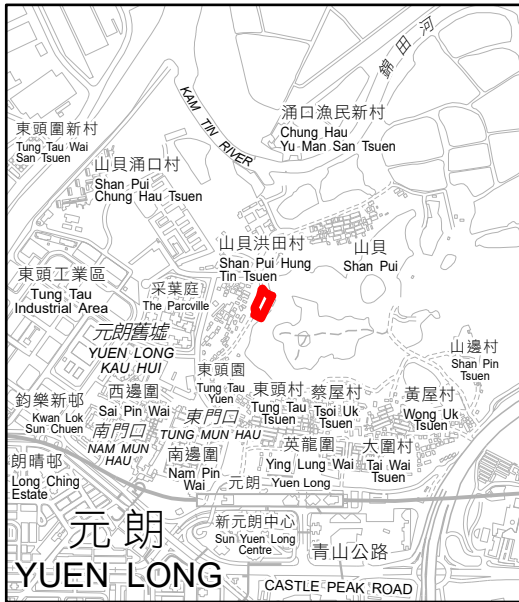 錦田河
KAM TIN RIVER
涌口漁民新村
Chung Hau
Yu Man San Tsuen
東頭圍新村
Tung Tau Wai
San Tsuen
山貝涌口村
Shan Pui
Chung Hau Tsuen
山貝洪田村
Shan Pui Hung
Tin Tsuen
山貝
Shan Pui
東頭工業區
Tung Tau
Industrial Area
采葉庭
The Parcville
元朗舊墟
YUEN LONG
KAU HUI
山邊村
Shan Pin
Tsuen
東頭園
Tung Tau
Yuen
鈞樂新邨
Kwan Lok
Sun Chuen
西邊圍
Sai Pin Wai
東門口
TUNG MUN HAU
東頭村
Tung Tau
Tsuen
蔡屋村
Tsoi Uk
Tsuen
黃屋村
Wong Uk
Tsuen
南門口
NAM MUN
HAU
南邊圍
Nam Pin
Wai
英龍圍
Ying Lung Wai
大圍村
Tai Wai
Tsuen
朗晴邨
Long Ching
Estate
元朗 Yuen Long
元朗
YUEN LONG
新元朗中心
Sun Yuen Long
Centre
青山公路
CASTLE PEAK ROAD